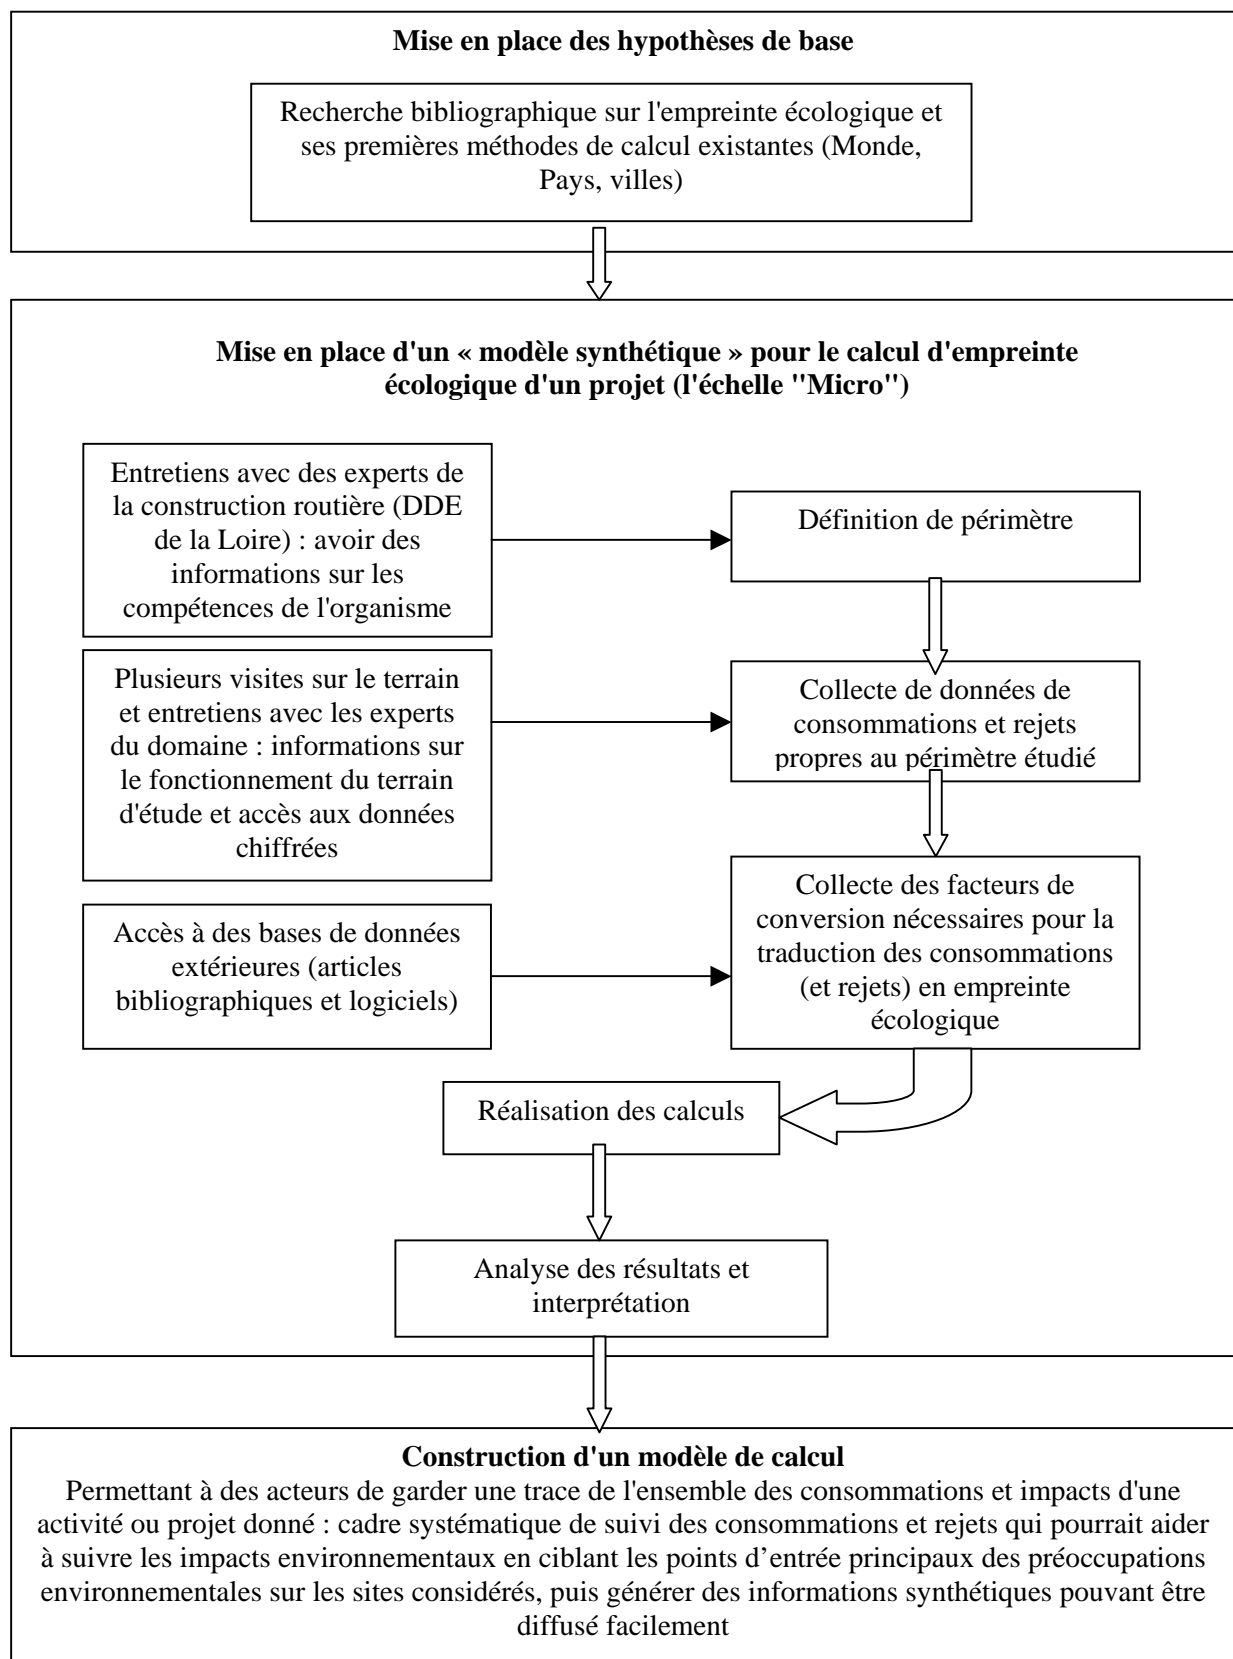 Mise en place des hypothèses de base
Recherche bibliographique sur l'empreinte écologique et
ses premières méthodes de calcul existantes (Monde,
Pays, villes)
Mise en place d'un « modèle synthétique » pour le calcul d'empreinte
écologique d'un projet (l'échelle "Micro")
Entretiens avec des experts de
la construction routière (DDE
de la Loire) : avoir des
informations sur les
compétences de l'organisme
Définition de périmètre
Plusieurs visites sur le terrain
et entretiens avec les experts
du domaine : informations sur
le fonctionnement du terrain
d'étude et accès aux données
chiffrées
Collecte de données de
consommations et rejets
propres au périmètre étudié
Accès à des bases de données
extérieures (articles
bibliographiques et logiciels)
Collecte des facteurs de
conversion nécessaires pour la
traduction des consommations
(et rejets) en empreinte
écologique
Réalisation des calculs
Analyse des résultats et
interprétation
Construction d'un modèle de calcul
Permettant à des acteurs de garder une trace de l'ensemble des consommations et impacts d'une
activité ou projet donné : cadre systématique de suivi des consommations et rejets qui pourrait aider
à suivre les impacts environnementaux en ciblant les points d’entrée principaux des préoccupations
environnementales sur les sites considérés, puis générer des informations synthétiques pouvant être
diffusé facilement